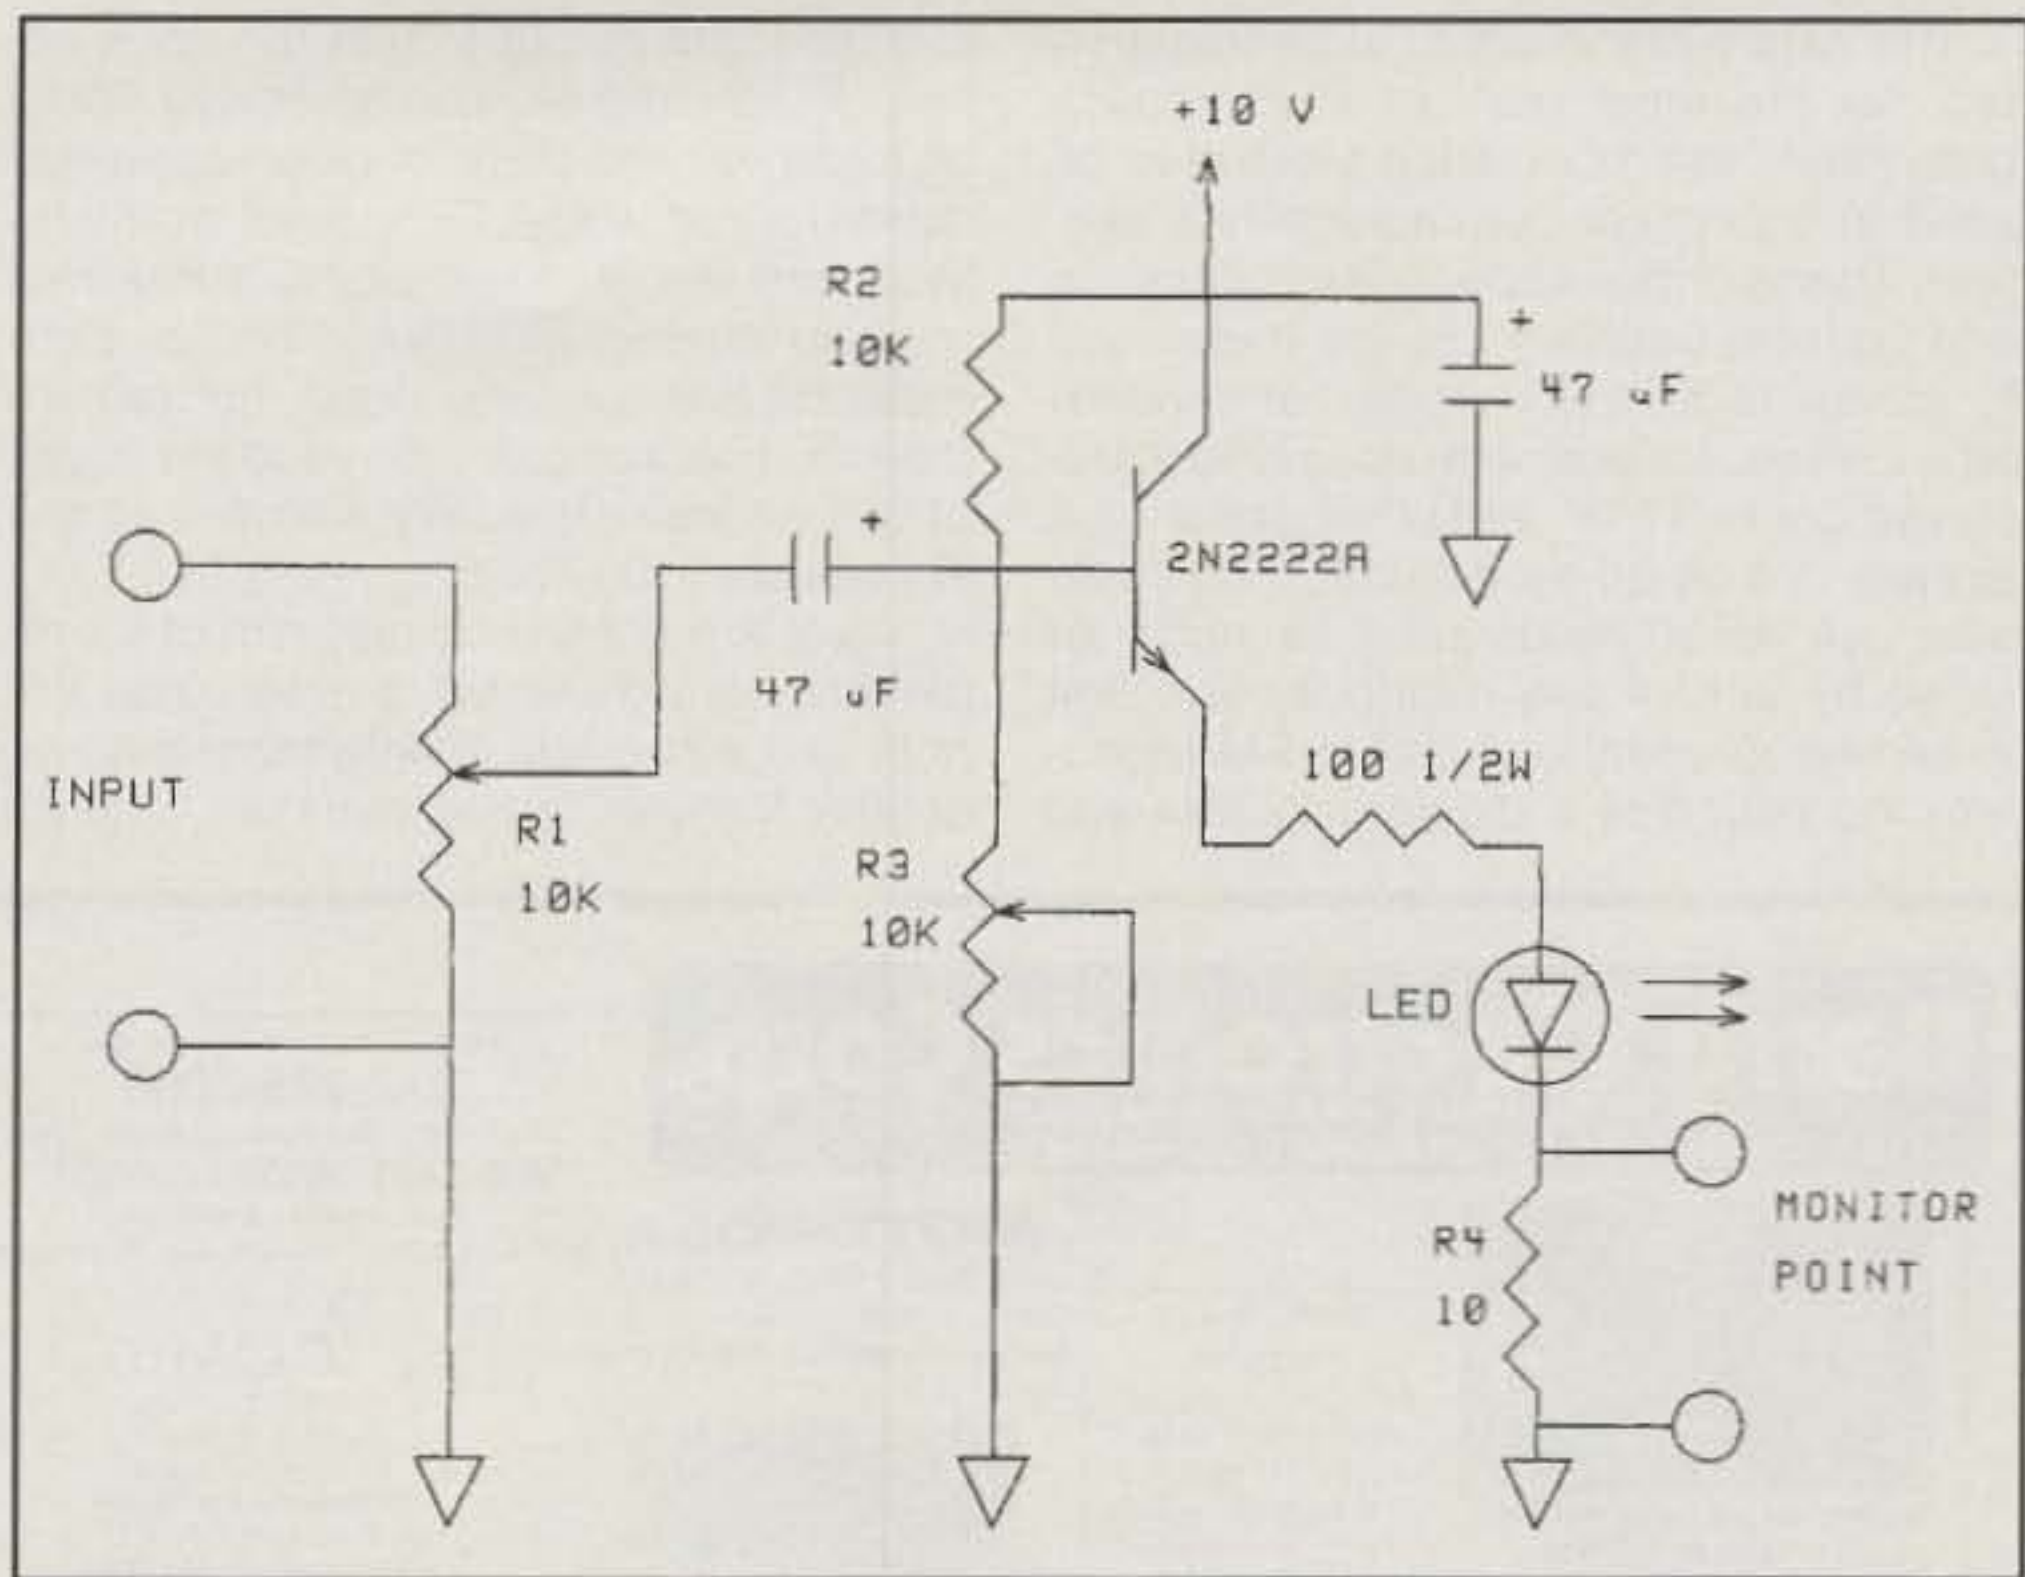 +10 V
R2
10K
+
47 uF
+
2N2222A
47 uF
100 1/2W
INPUT
R1
10K
R3
10K
LED
MONITOR
POINT
R4
10